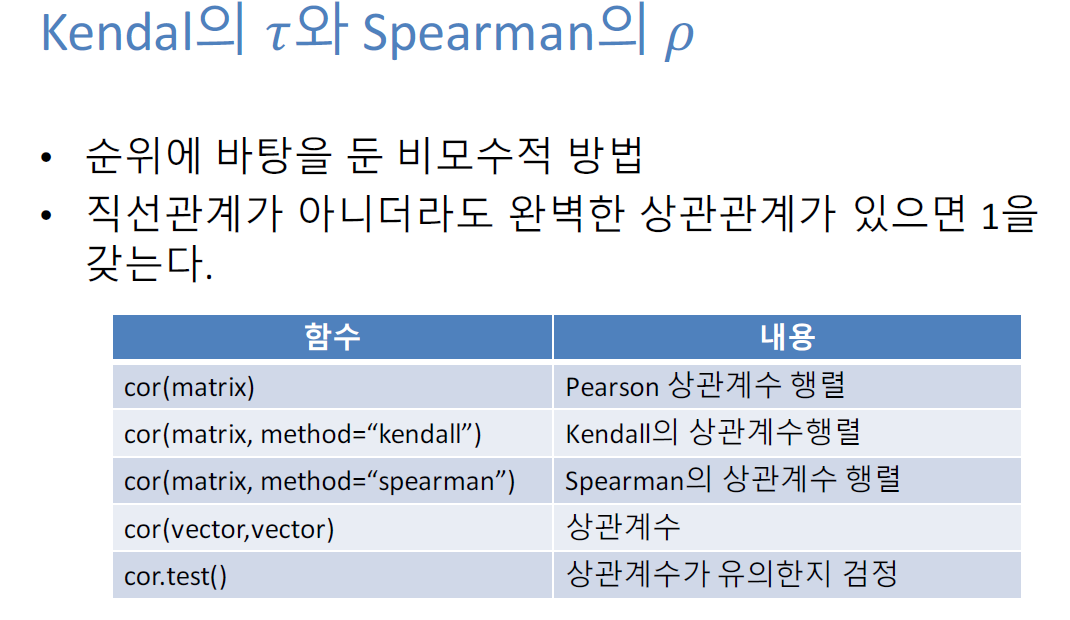 Kendal의 𝜏와 Spearman의 𝜌
• 순위에 바탕을 둔 비모수적 방법
• 직선관계가 아니더라도 완벽한 상관관계가 있으면 1을
갖는다.
함수 내용
cor(matrix) Pearson 상관계수 행렬
cor(matrix, method=“kendall”) Kendall의 상관계수행렬
cor(matrix, method=“spearman”) Spearman의 상관계수 행렬
cor(vector,vector) 상관계수
cor.test() 상관계수가 유의한지 검정